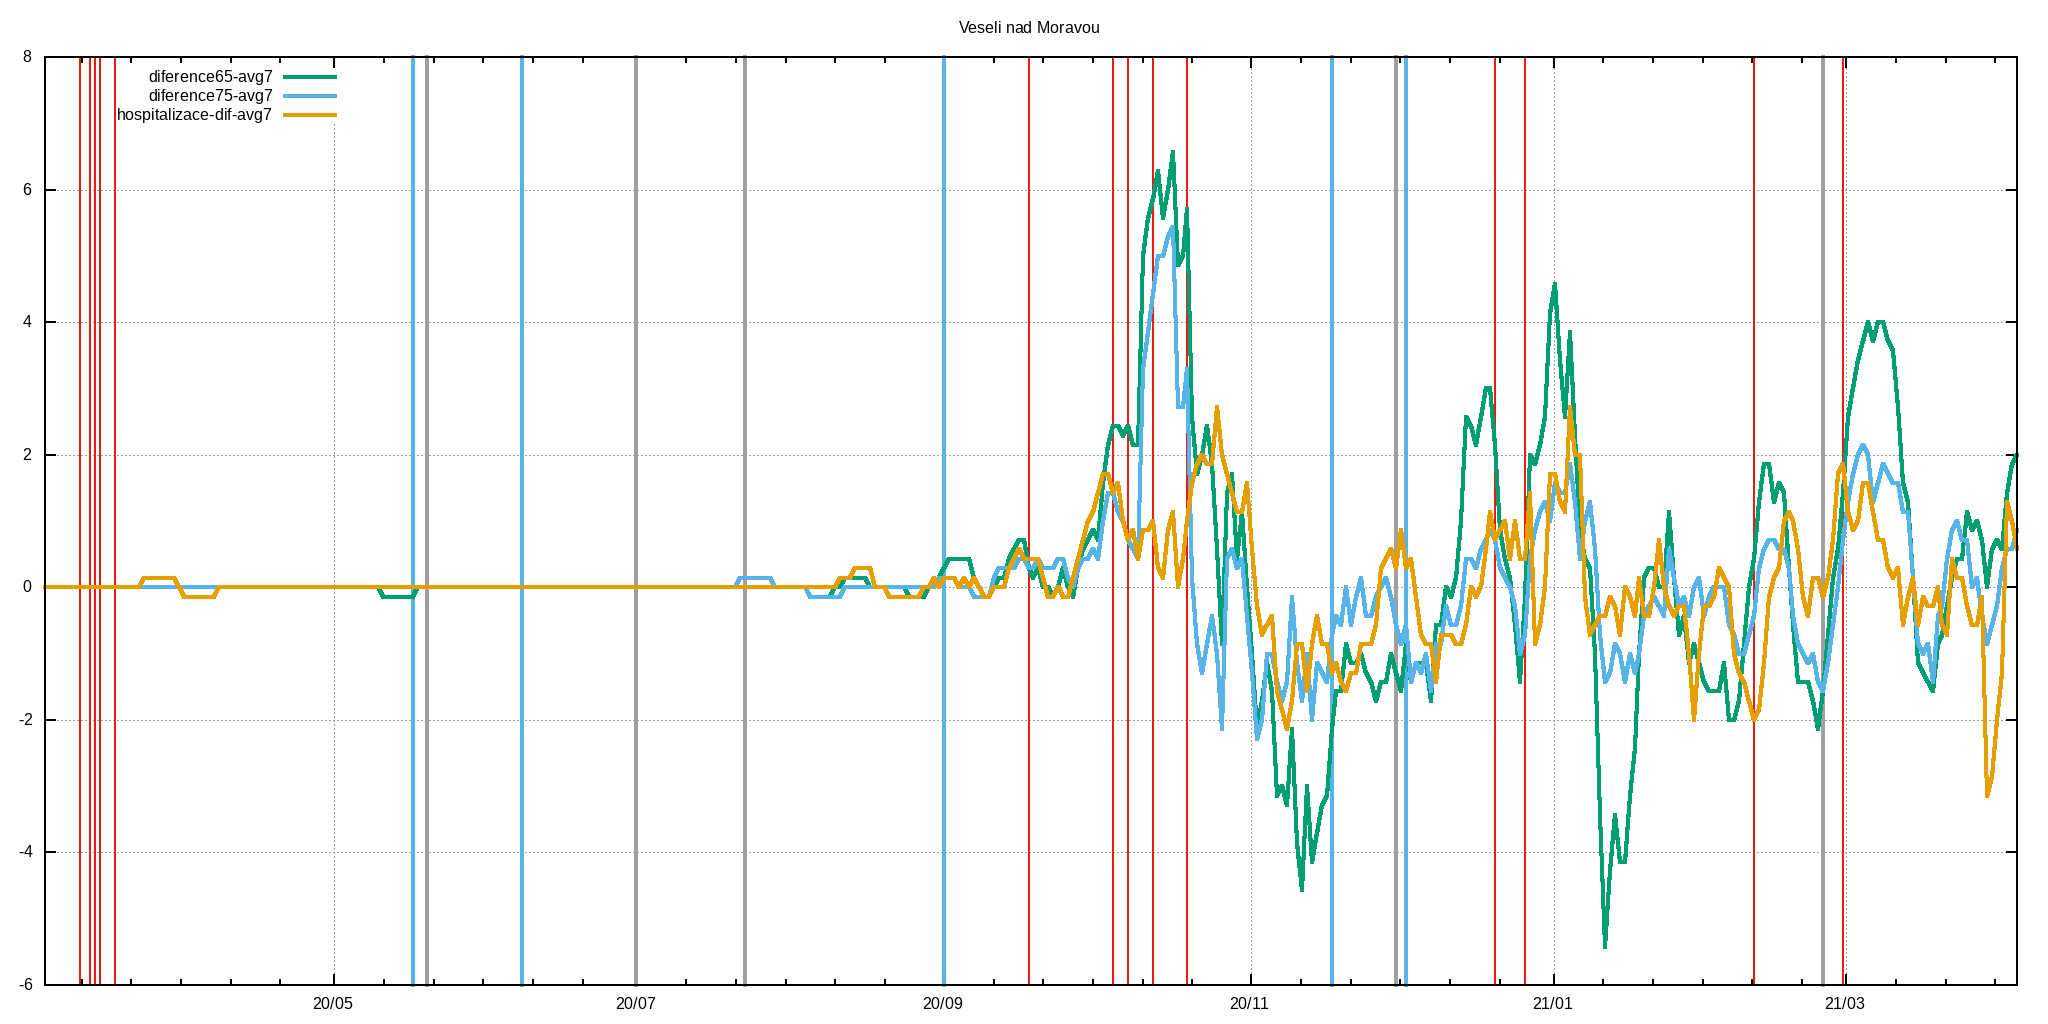 Veseli nad Moravou
diference65-avg7
diference75-avg7
hospitalizace-dif-avg7
8
6
4
2
0
-2
-4
-6
20/05 20/07 20/09 20/11 21/01 21/03